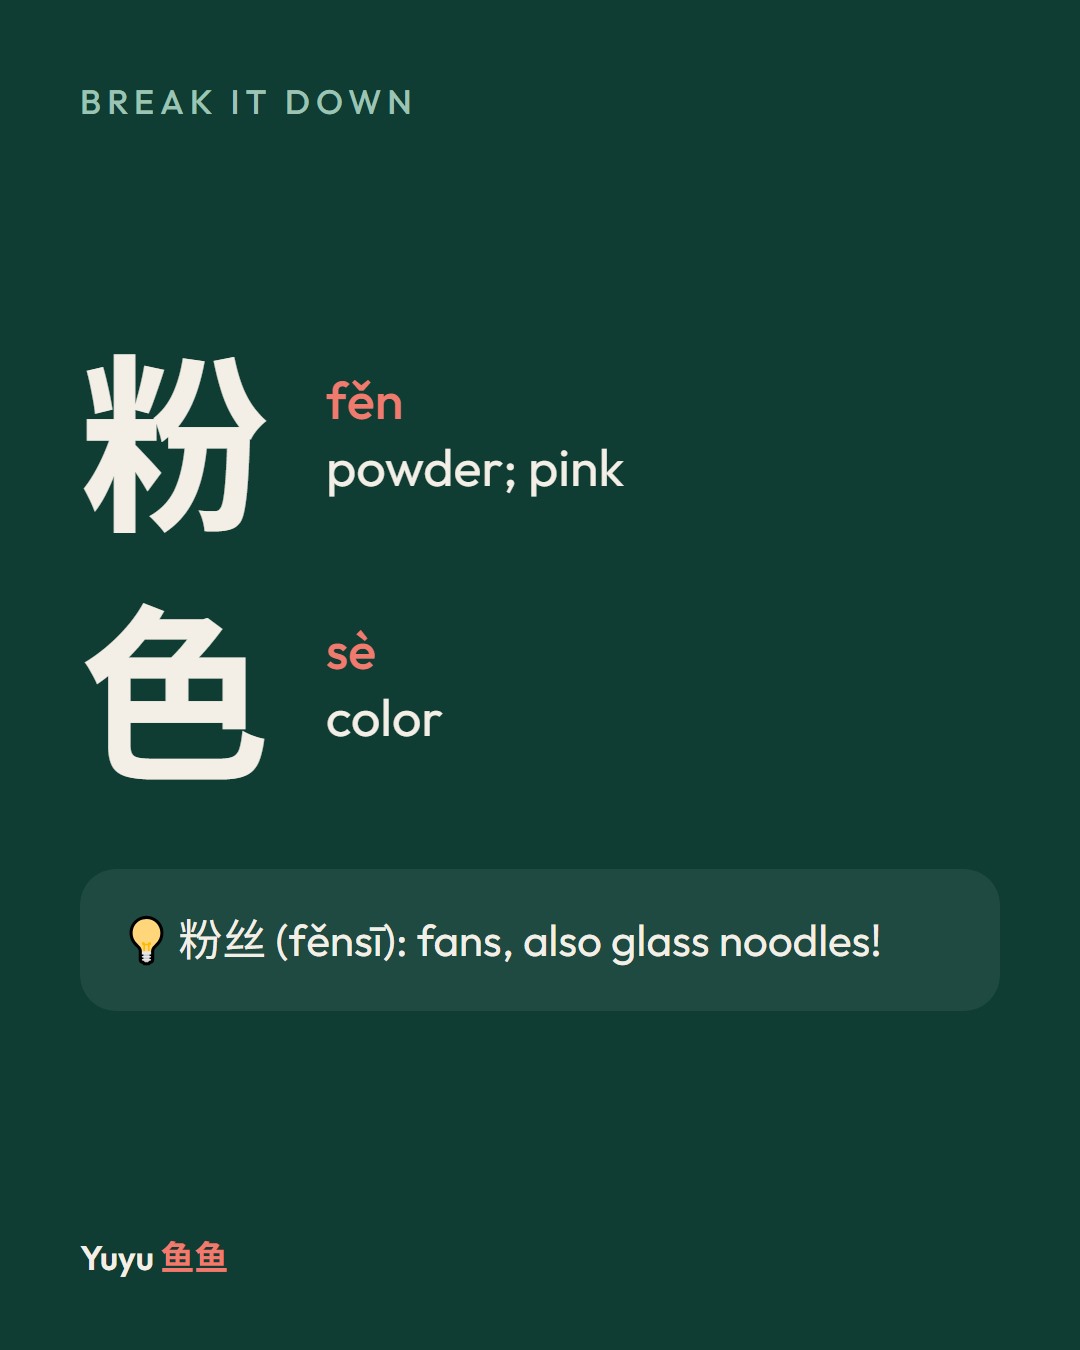 BREAK IT DOWN
粉
fěn
powder; pink
色
sè
color
💡 粉丝 (fěnsī): fans, also glass noodles!
Yuyu 鱼鱼